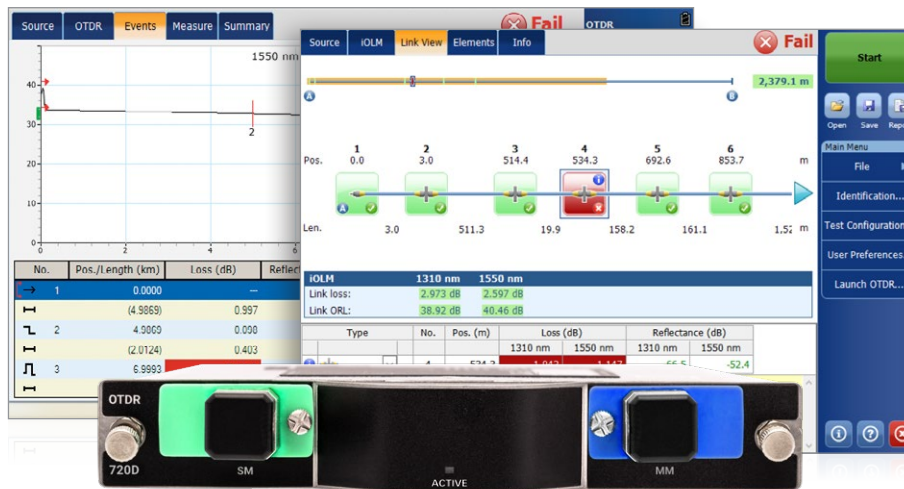 Source OTDR Events Measure Summary
Fail
OTDR
1550 nm
40
30
20
10
0
0 2 4 6
2
No. Pos./Length (km) Loss (dB)
1 0.0000 ---
(4.9869) 0.997
2 4.9869 0.098
(2.0124) 0.403
3 6.9993
Source iOLM Link View Elements Info
Fail
2,379.1 m
A B
1 2 3 4 5 6
Pos. 0.0 3.0 514.4 534.3 692.6 853.7 m
A
Len. 3.0 511.3 19.9 158.2 161.1 m
iOLM 1310 nm 1550 nm
Link loss: 2.973 dB 2.597 dB
Link ORL: 38.92 dB 40.46 dB
Type No. Pos. (m) Loss (dB) Reflectance (dB)
1310 nm 1550 nm 1310 nm 1550 nm
-52.4
Start
Open Save
Main Menu
File
Identification...
Test Configuration
User Preferences
Launch OTDR...
OTDR
720D
SM
ACTIVE
MM